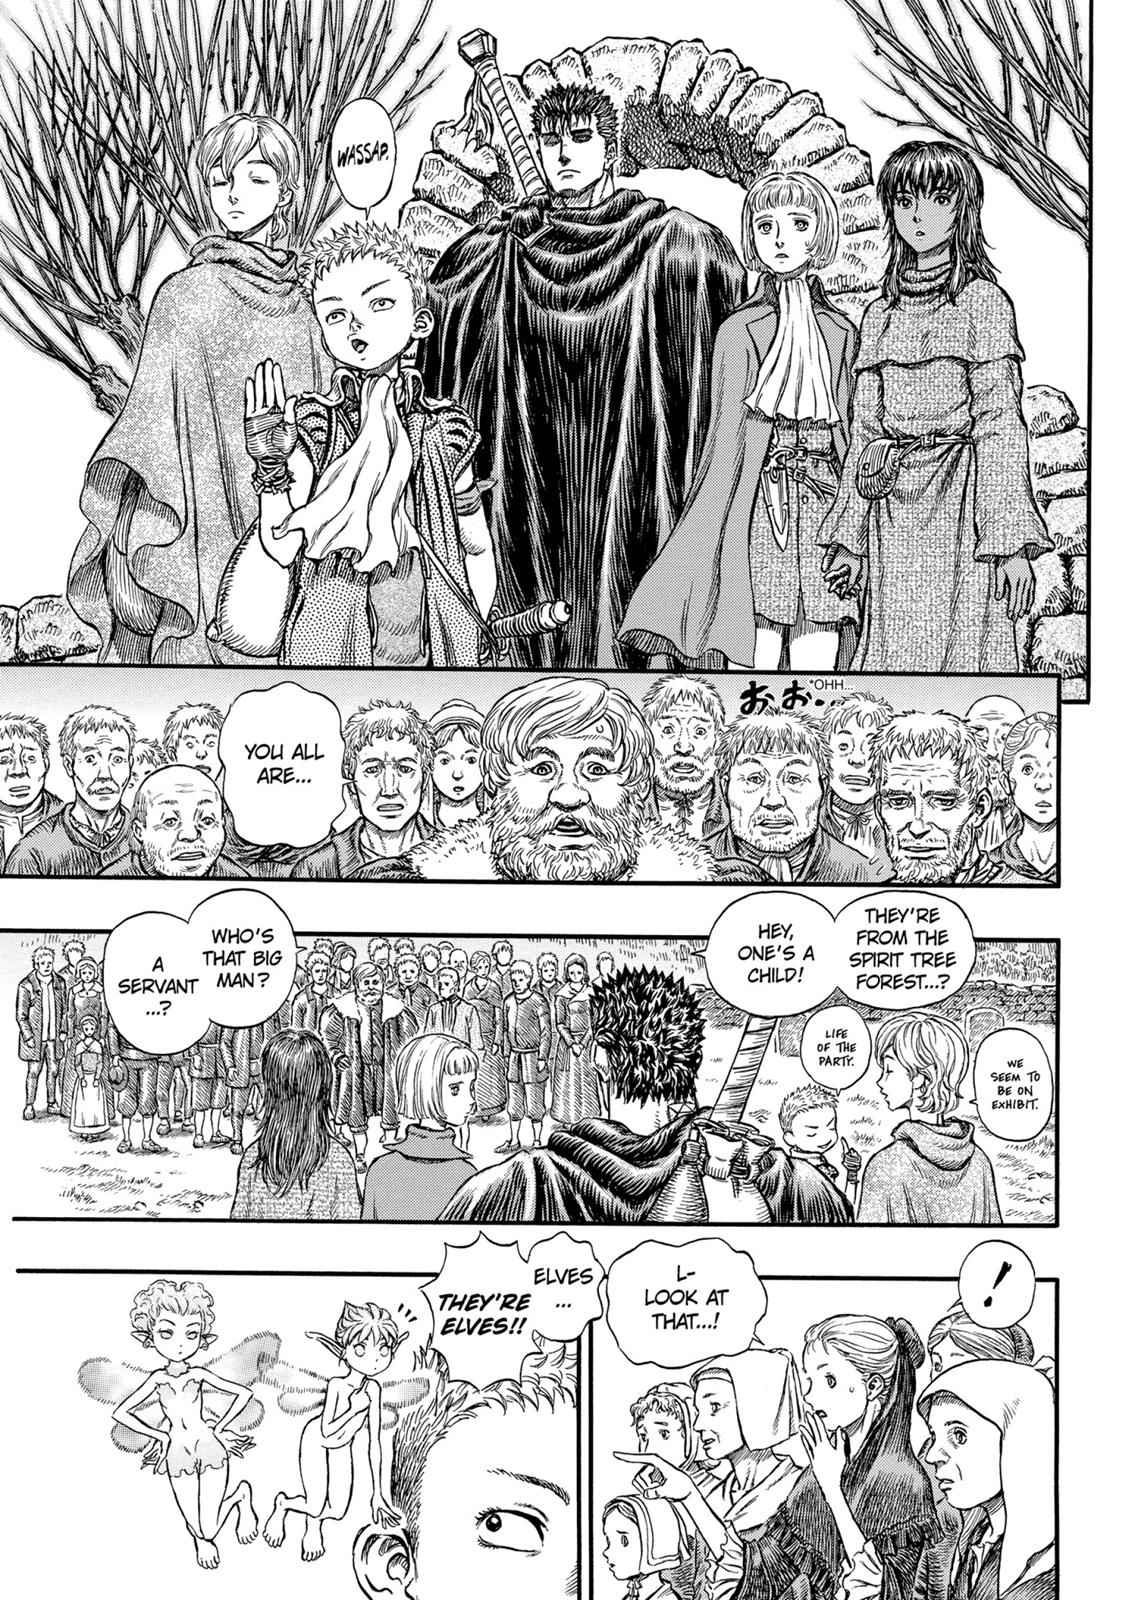 WASSAP.
おお...
*OHH...
YOU ALL
ARE...
THEY'RE
FROM THE
SPIRIT TREE
FOREST...?
HEY,
ONE'S A
CHILD!
WE
SEEM TO
BE ON
EXHIBIT.
LIFE
OF THE
PARTY.
WHO'S
THAT BIG
MAN?
A
SERVANT
...?
!
L-
LOOK AT
THAT...!
ELVES
...
THEY'RE
ELVES!!